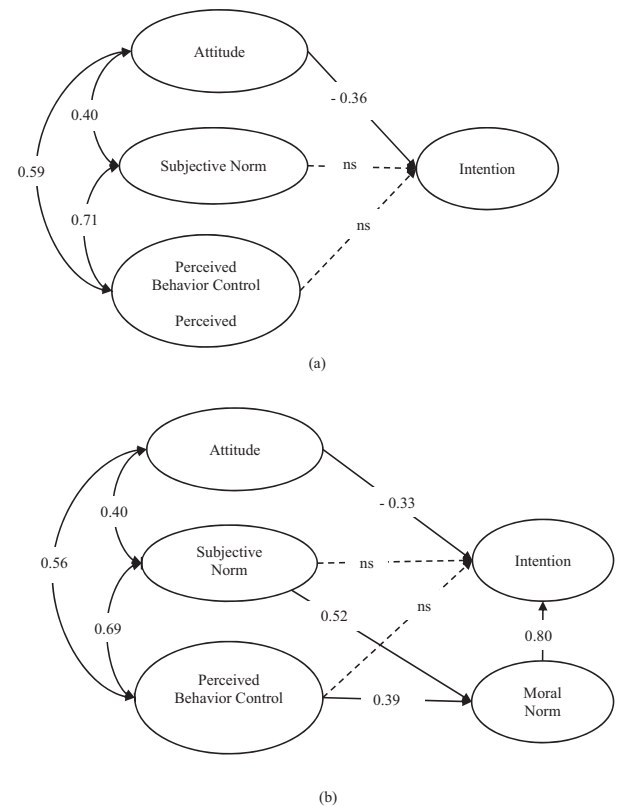 Attitude
- 0.36
0.40
Subjective Norm
ns
Intention
0.59
0.71
ns
Perceived
Behavior Control
Perceived
(a)
Attitude
- 0.33
0.40
Subjective
Norm
ns
Intention
0.56
ns
0.52
0.69
0.80
Perceived
Behavior Control
0.39
Moral
Norm
(b)